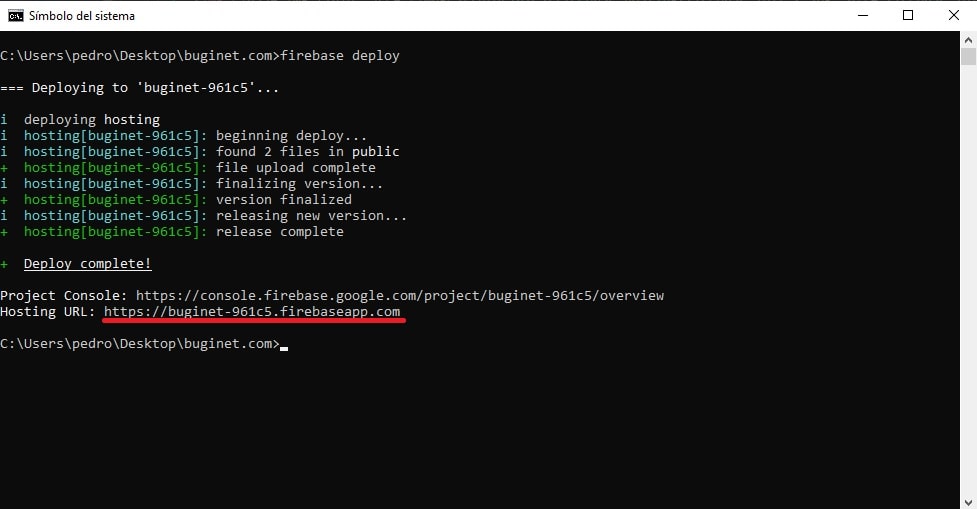 Símbolo del sistema
C:\Users\pedro\Desktop\buginet.com>firebase deploy
=== Deploying to 'buginet-961c5'...
i  deploying hosting
i  hosting[buginet-961c5]: beginning deploy...
i  hosting[buginet-961c5]: found 2 files in public
+  hosting[buginet-961c5]: file upload complete
i  hosting[buginet-961c5]: finalizing version...
+  hosting[buginet-961c5]: version finalized
i  hosting[buginet-961c5]: releasing new version...
+  hosting[buginet-961c5]: release complete
+  Deploy complete!
Project Console: https://console.firebase.google.com/project/buginet-961c5/overview
Hosting URL: https://buginet-961c5.firebaseapp.com
C:\Users\pedro\Desktop\buginet.com>